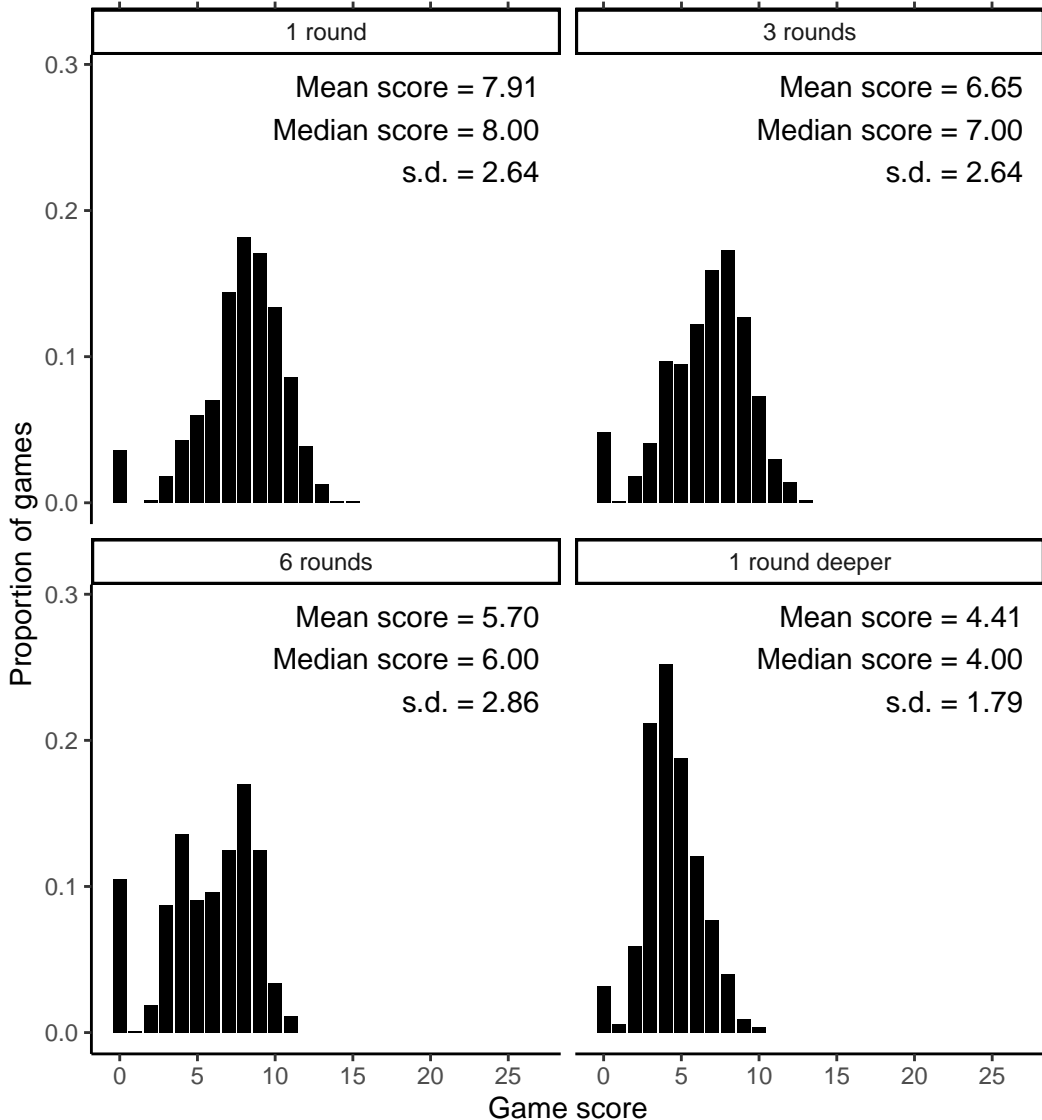 1 round
3 rounds
0.3
Mean score = 7.91
Median score = 8.00
s.d. = 2.64
Mean score = 6.65
Median score = 7.00
s.d. = 2.64
0.2
0.1
0.0
Proportion of games
6 rounds
1 round deeper
0.3
Mean score = 5.70
Median score = 6.00
s.d. = 2.86
Mean score = 4.41
Median score = 4.00
s.d. = 1.79
0.2
0.1
0.0
0 5 10 15 20 25
0 5 10 15 20 25
Game score